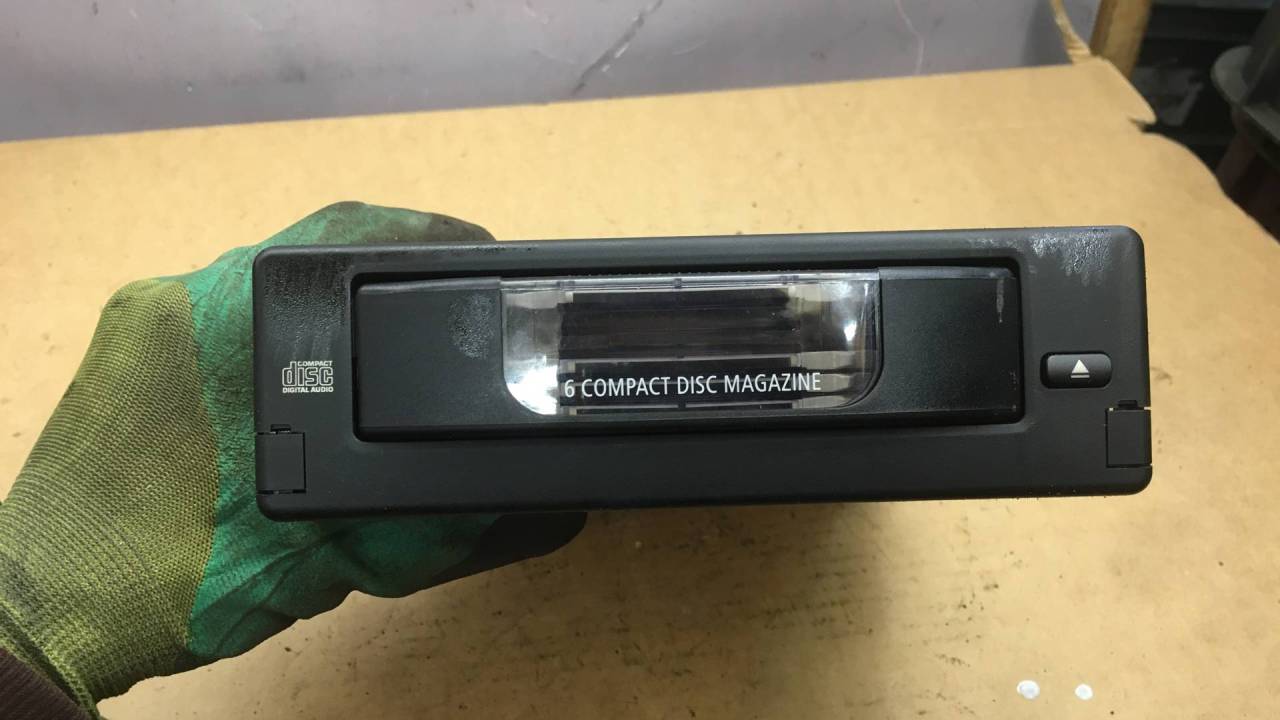 COMPACT
disc
DIGITAL AUDIO
6 COMPACT DISC MAGAZINE